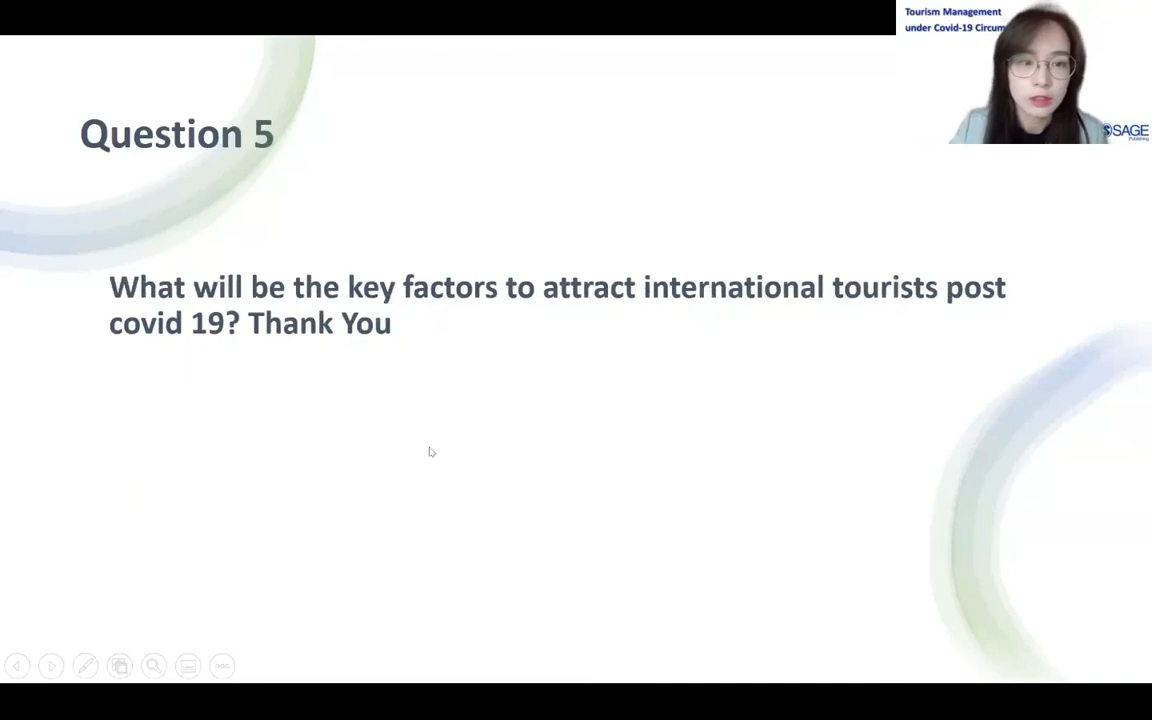 Tourism Management
under Covid-19 Circum
SAGE
Publishing
Question 5
What will be the key factors to attract international tourists post
covid 19? Thank You